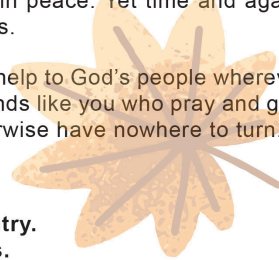 in peace. Yet time and aga
s.
help to God's people wherev
nds like you who pray and g
rwise have nowhere to turn.
try.
s.